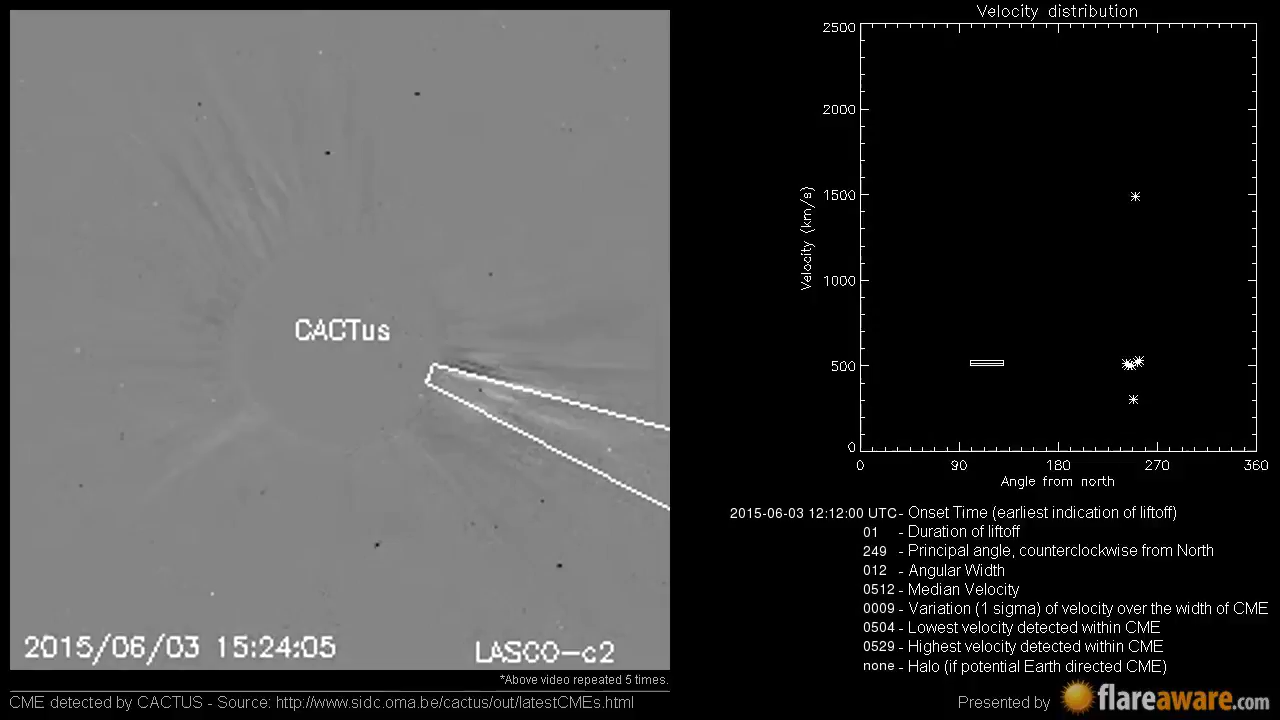 CACTus
2015/06/03 15:24:05
LASCO-c2
*Above video repeated 5 times.
CME detected by CACTUS - Source: http://www.sidc.oma.be/cactus/out/latestCMEs.html
Velocity distribution
2500
2000
1500
1000
500
0
Velocity (km/s)
0 90 180 270 360
Angle from north
2015-06-03 12:12:00 UTC - Onset Time (earliest indication of liftoff)
01 - Duration of liftoff
249 - Principal angle, counterclockwise from North
012 - Angular Width
0512 - Median Velocity
0009 - Variation (1 sigma) of velocity over the width of CME
0504 - Lowest velocity detected within CME
0529 - Highest velocity detected within CME
none - Halo (if potential Earth directed CME)
Presented by flareaware.com